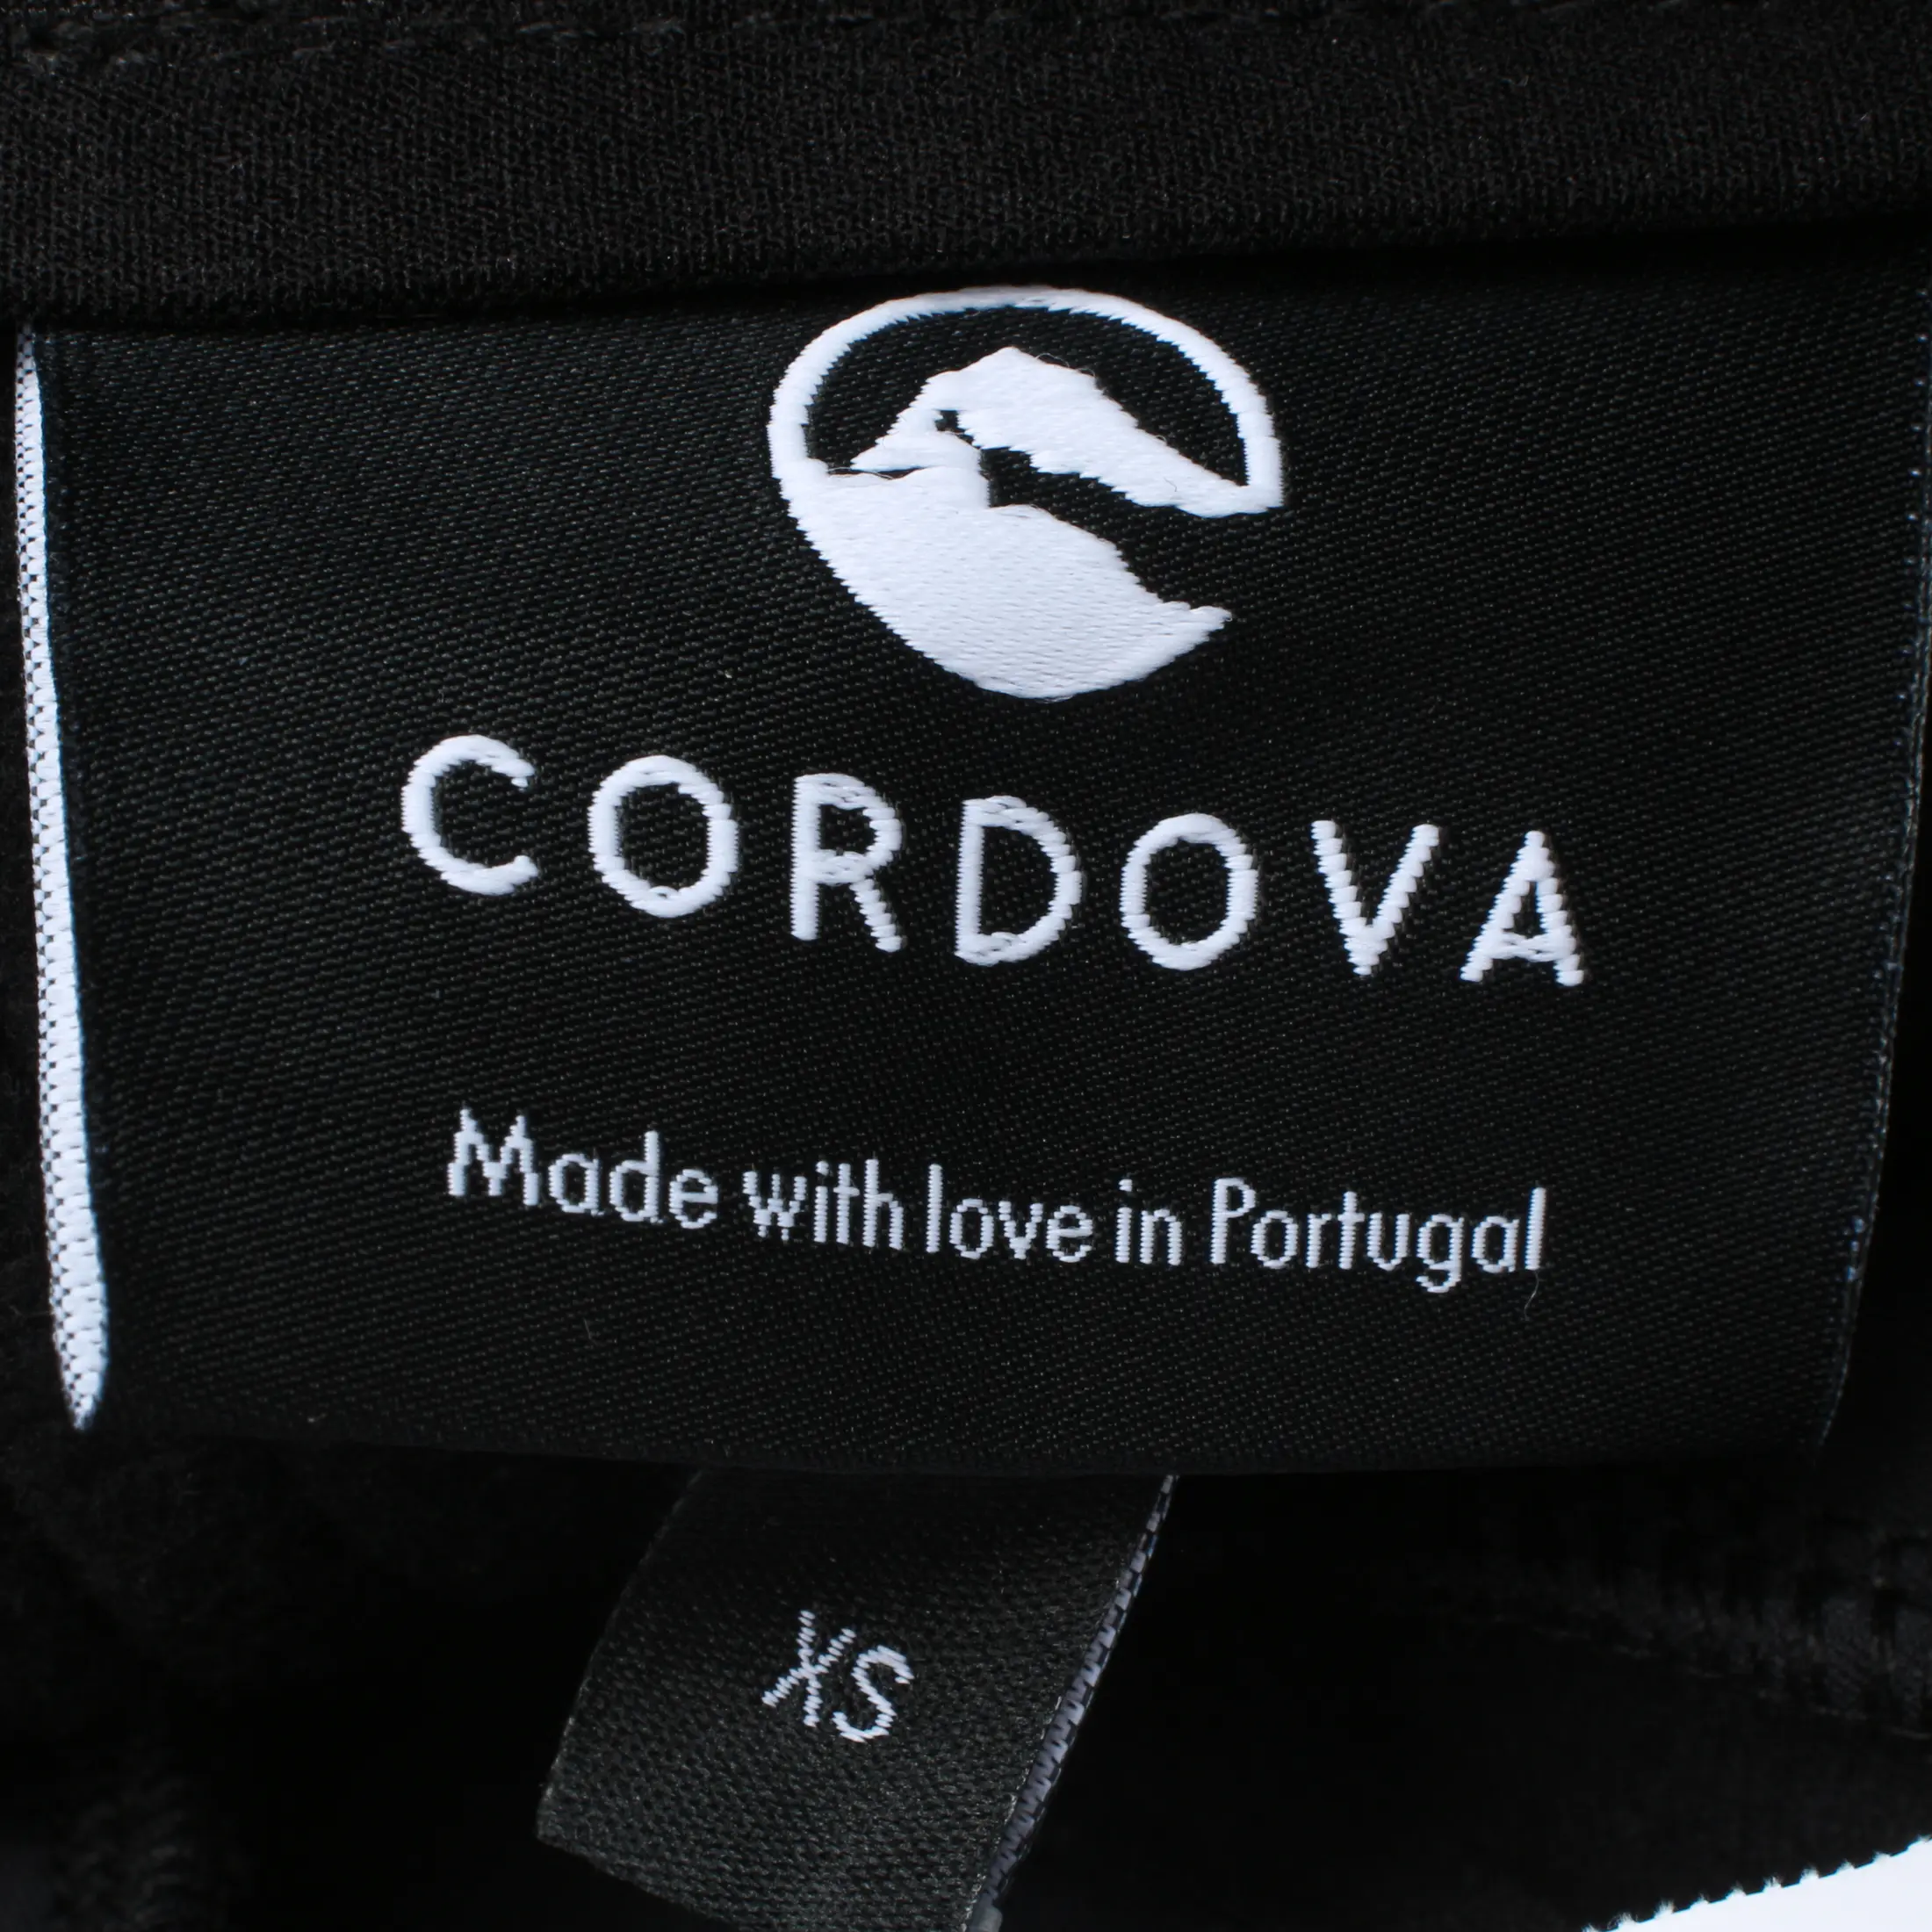 CORDOVA
Made with love in Portugal
XS